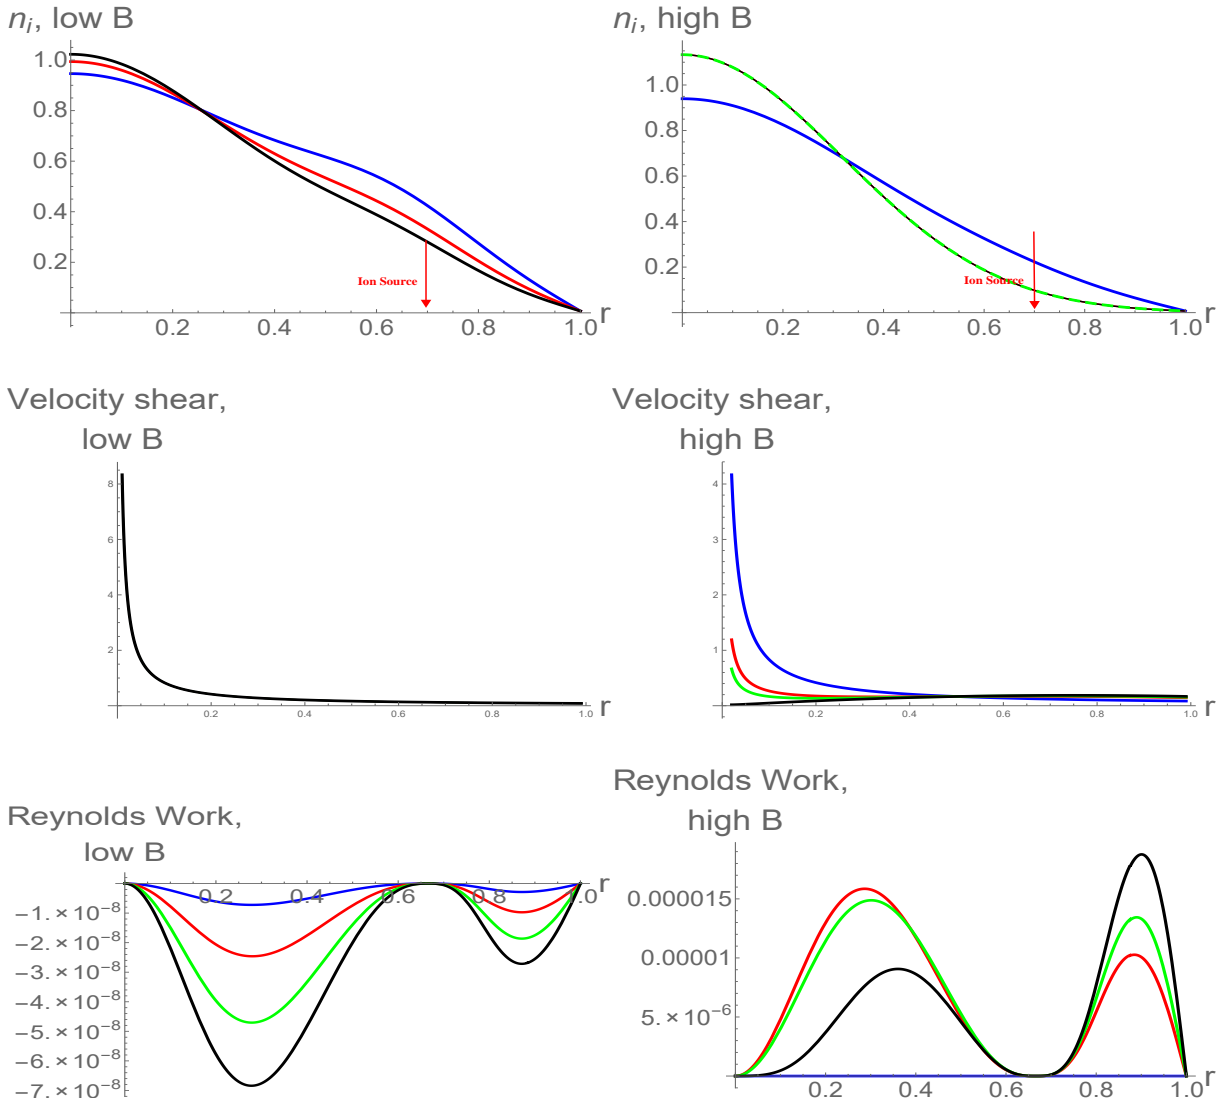 n_i, low B
1.0
0.8
0.6
0.4
0.2
Ion Source
0.2 0.4 0.6 0.8 1.0 r
n_i, high B
1.0
0.8
0.6
0.4
0.2
Ion Source
0.2 0.4 0.6 0.8 1.0 r
Velocity shear,
low B
8
6
4
2
0.2 0.4 0.6 0.8 1.0 r
Velocity shear,
high B
4
3
2
1
0.2 0.4 0.6 0.8 1.0 r
Reynolds Work,
low B
0.2 0.4 0.6 0.8 1.0 r
−1.×10⁻⁸
−2.×10⁻⁸
−3.×10⁻⁸
−4.×10⁻⁸
−5.×10⁻⁸
−6.×10⁻⁸
−7.×10⁻⁸
Reynolds Work,
high B
0.000015
0.00001
5.×10⁻⁶
0.2 0.4 0.6 0.8 1.0 r